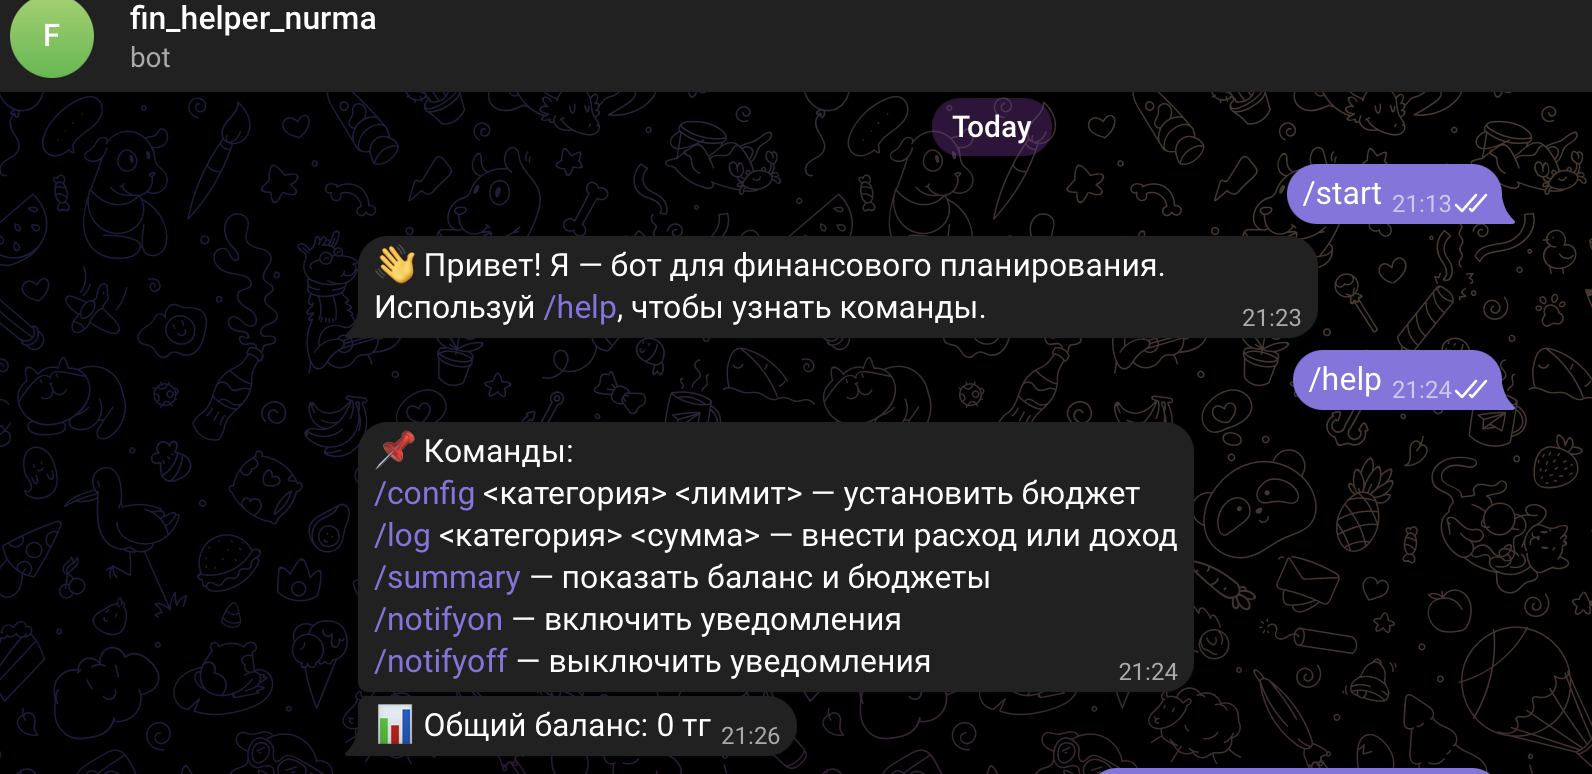 F
fin_helper_nurma
bot
Today
/start 21:13
👋 Привет! Я — бот для финансового планирования.
Используй /help, чтобы узнать команды.
21:23
/help 21:24
📌 Команды:
/config <категория> <лимит> — установить бюджет
/log <категория> <сумма> — внести расход или доход
/summary — показать баланс и бюджеты
/notifyon — включить уведомления
/notifyoff — выключить уведомления
21:24
📊 Общий баланс: 0 тг 21:26